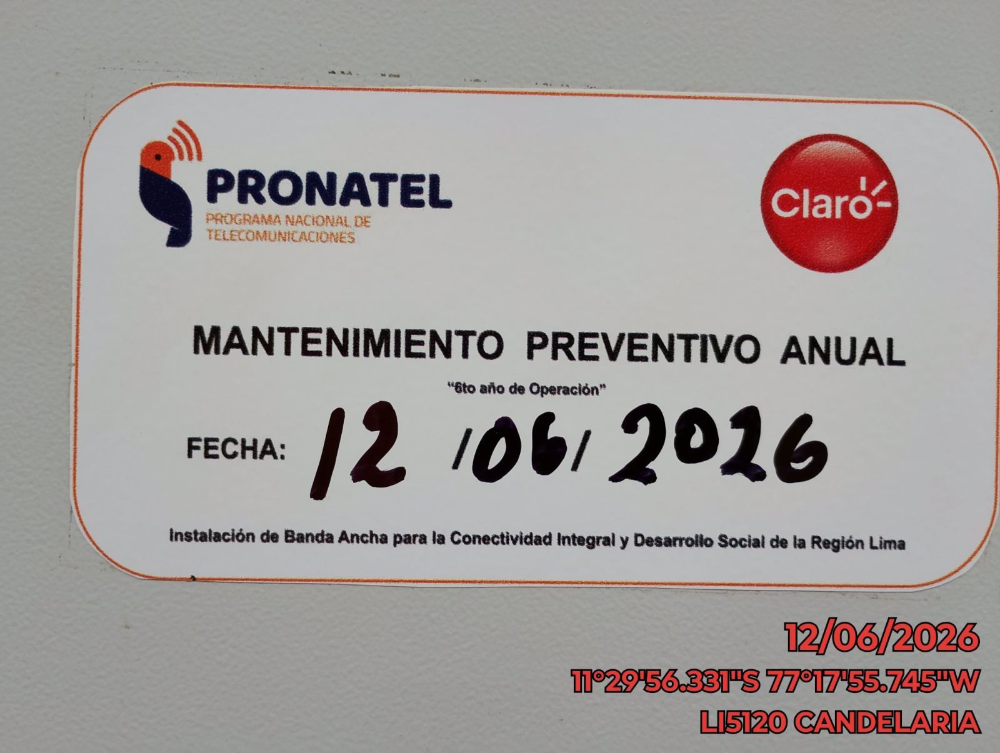 PRONATEL
PROGRAMA NACIONAL DE
TELECOMUNICACIONES
Claro
MANTENIMIENTO PREVENTIVO ANUAL
"6to año de Operación"
FECHA: 12/06/2026
Instalación de Banda Ancha para la Conectividad Integral y Desarrollo Social de la Región Lima
12/06/2026
11°29'56.331"S 77°17'55.745"W
LI5120 CANDELARIA